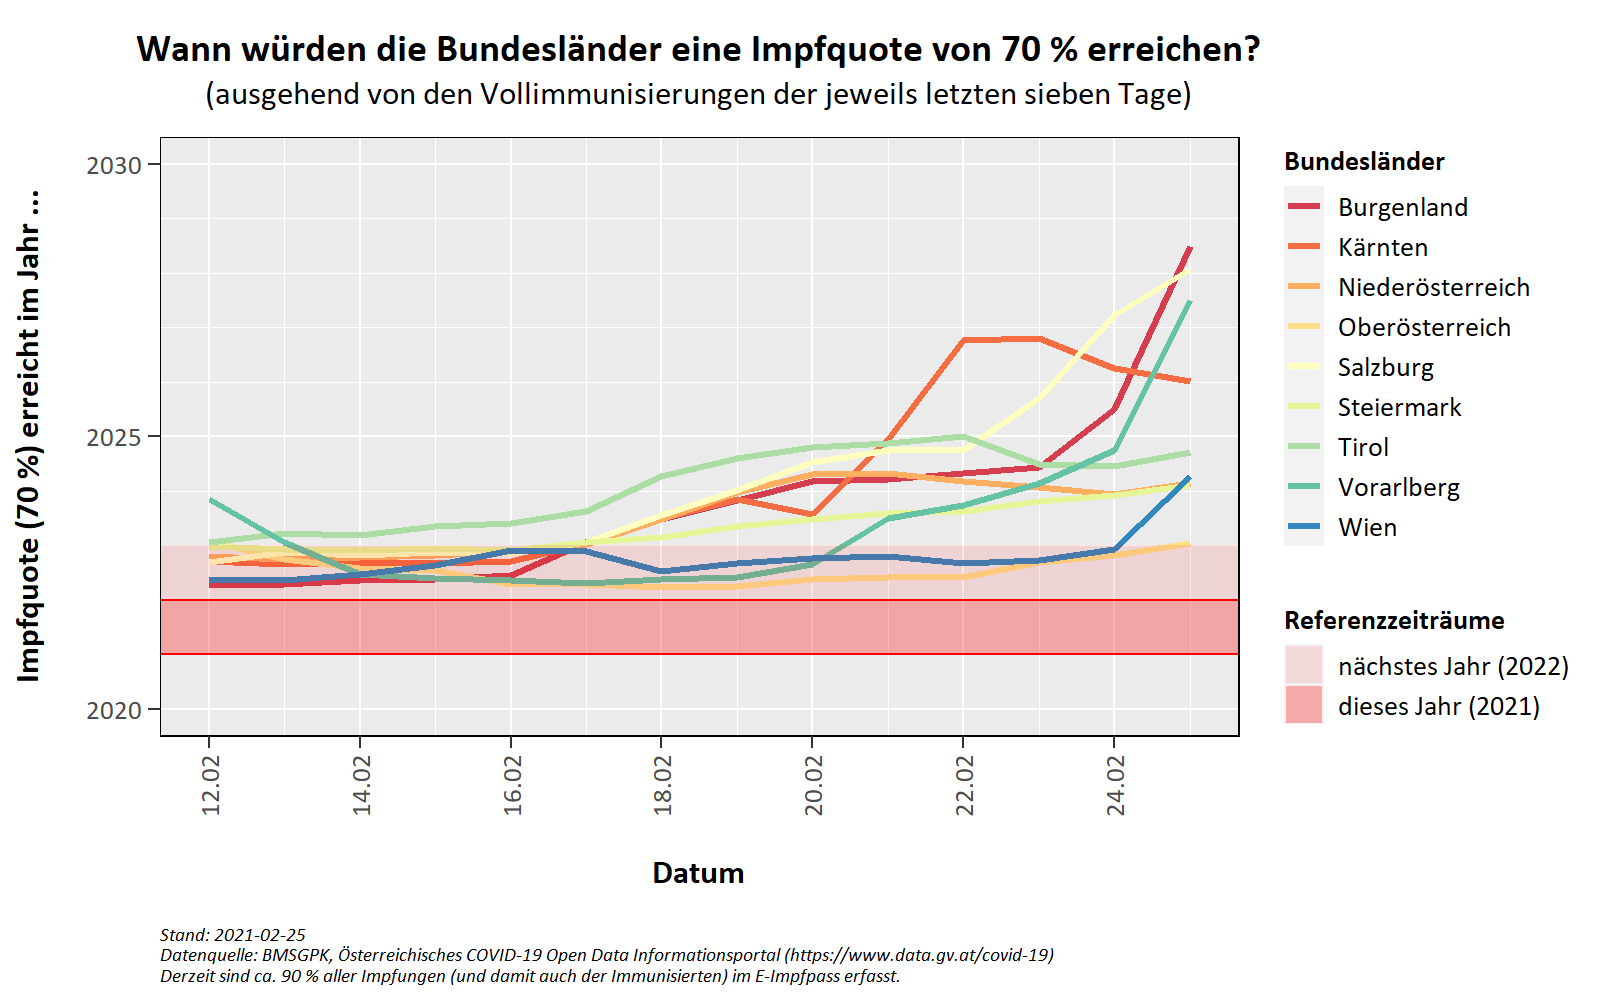 Wann würden die Bundesländer eine Impfquote von 70 % erreichen?
(ausgehend von den Vollimmunisierungen der jeweils letzten sieben Tage)
Impfquote (70 %) erreicht im Jahr ...
2030
2025
2020
12.02
14.02
16.02
18.02
20.02
22.02
24.02
Datum
Bundesländer
Burgenland
Kärnten
Niederösterreich
Oberösterreich
Salzburg
Steiermark
Tirol
Vorarlberg
Wien
Referenzzeiträume
nächstes Jahr (2022)
dieses Jahr (2021)
Stand: 2021-02-25
Datenquelle: BMSGPK, Österreichisches COVID-19 Open Data Informationsportal (https://www.data.gv.at/covid-19)
Derzeit sind ca. 90 % aller Impfungen (und damit auch der Immunisierten) im E-Impfpass erfasst.